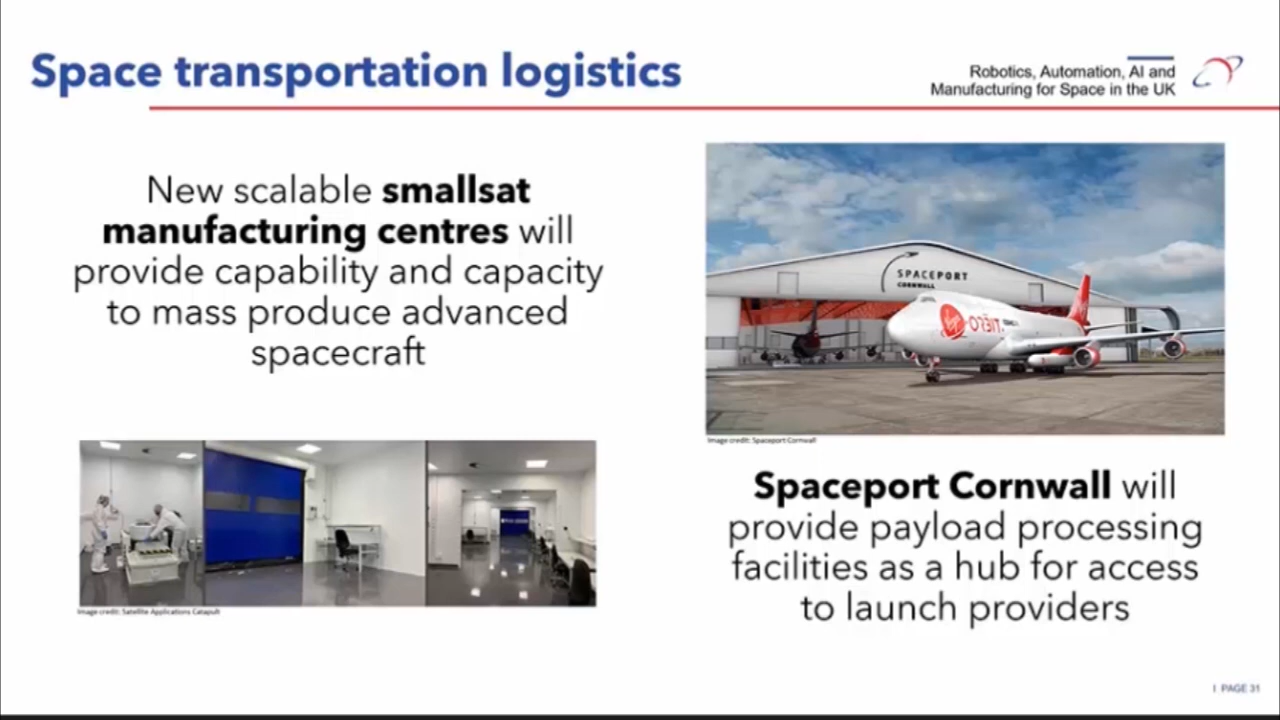 Space transportation logistics
Robotics, Automation, AI and
Manufacturing for Space in the UK
New scalable smallsat
manufacturing centres will
provide capability and capacity
to mass produce advanced
spacecraft
Image credit: Satellite Applications Catapult
SPACEPORT
CORNWALL
Virgin
ORBIT
Image credit: Spaceport Cornwall
Spaceport Cornwall will
provide payload processing
facilities as a hub for access
to launch providers
I PAGE 31